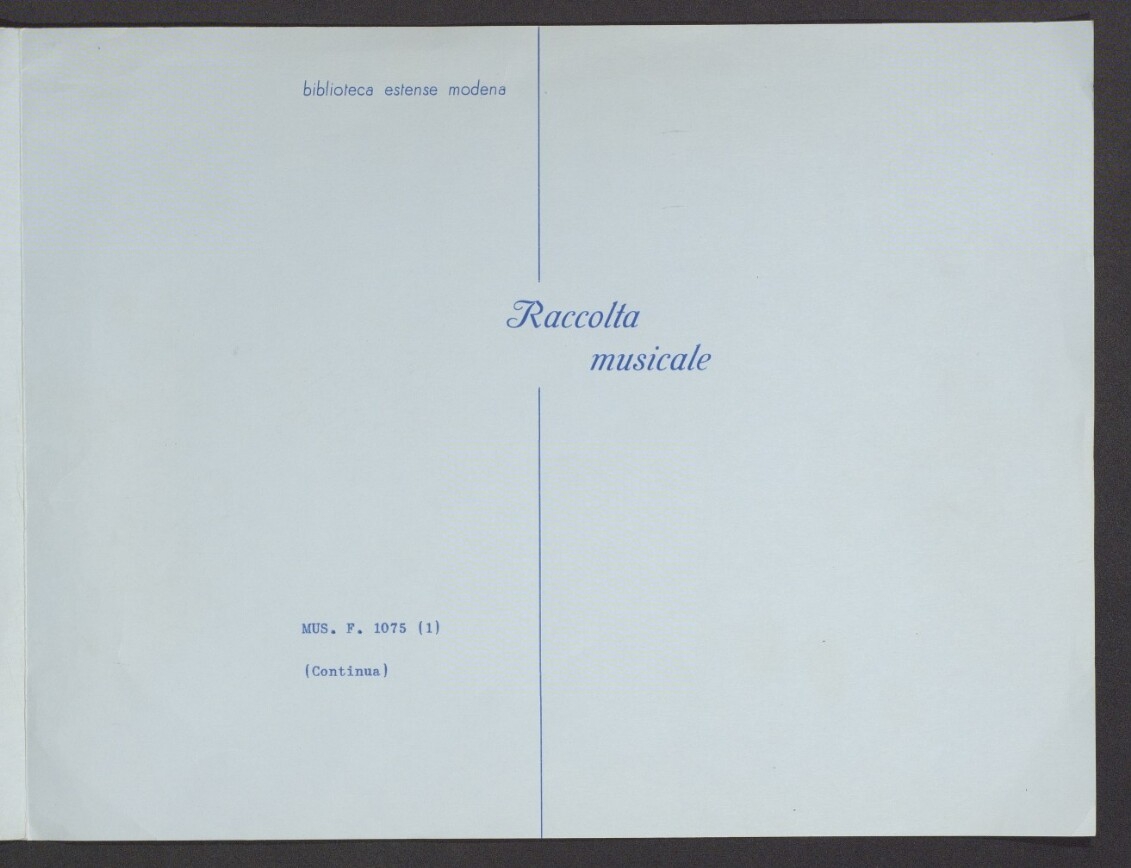 biblioteca estense modena
Raccolta
musicale
MUS. F. 1075 (1)
(Continua)